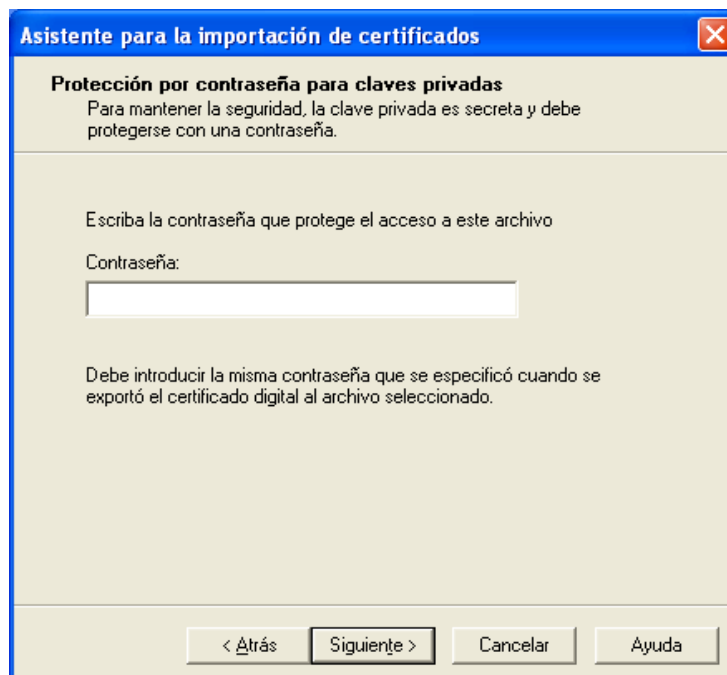 Asistente para la importación de certificados
Protección por contraseña para claves privadas
Para mantener la seguridad, la clave privada es secreta y debe
protegerse con una contraseña.
Escriba la contraseña que protege el acceso a este archivo
Contraseña:
Debe introducir la misma contraseña que se especificó cuando se
exportó el certificado digital al archivo seleccionado.
< Atrás Siguiente > Cancelar Ayuda